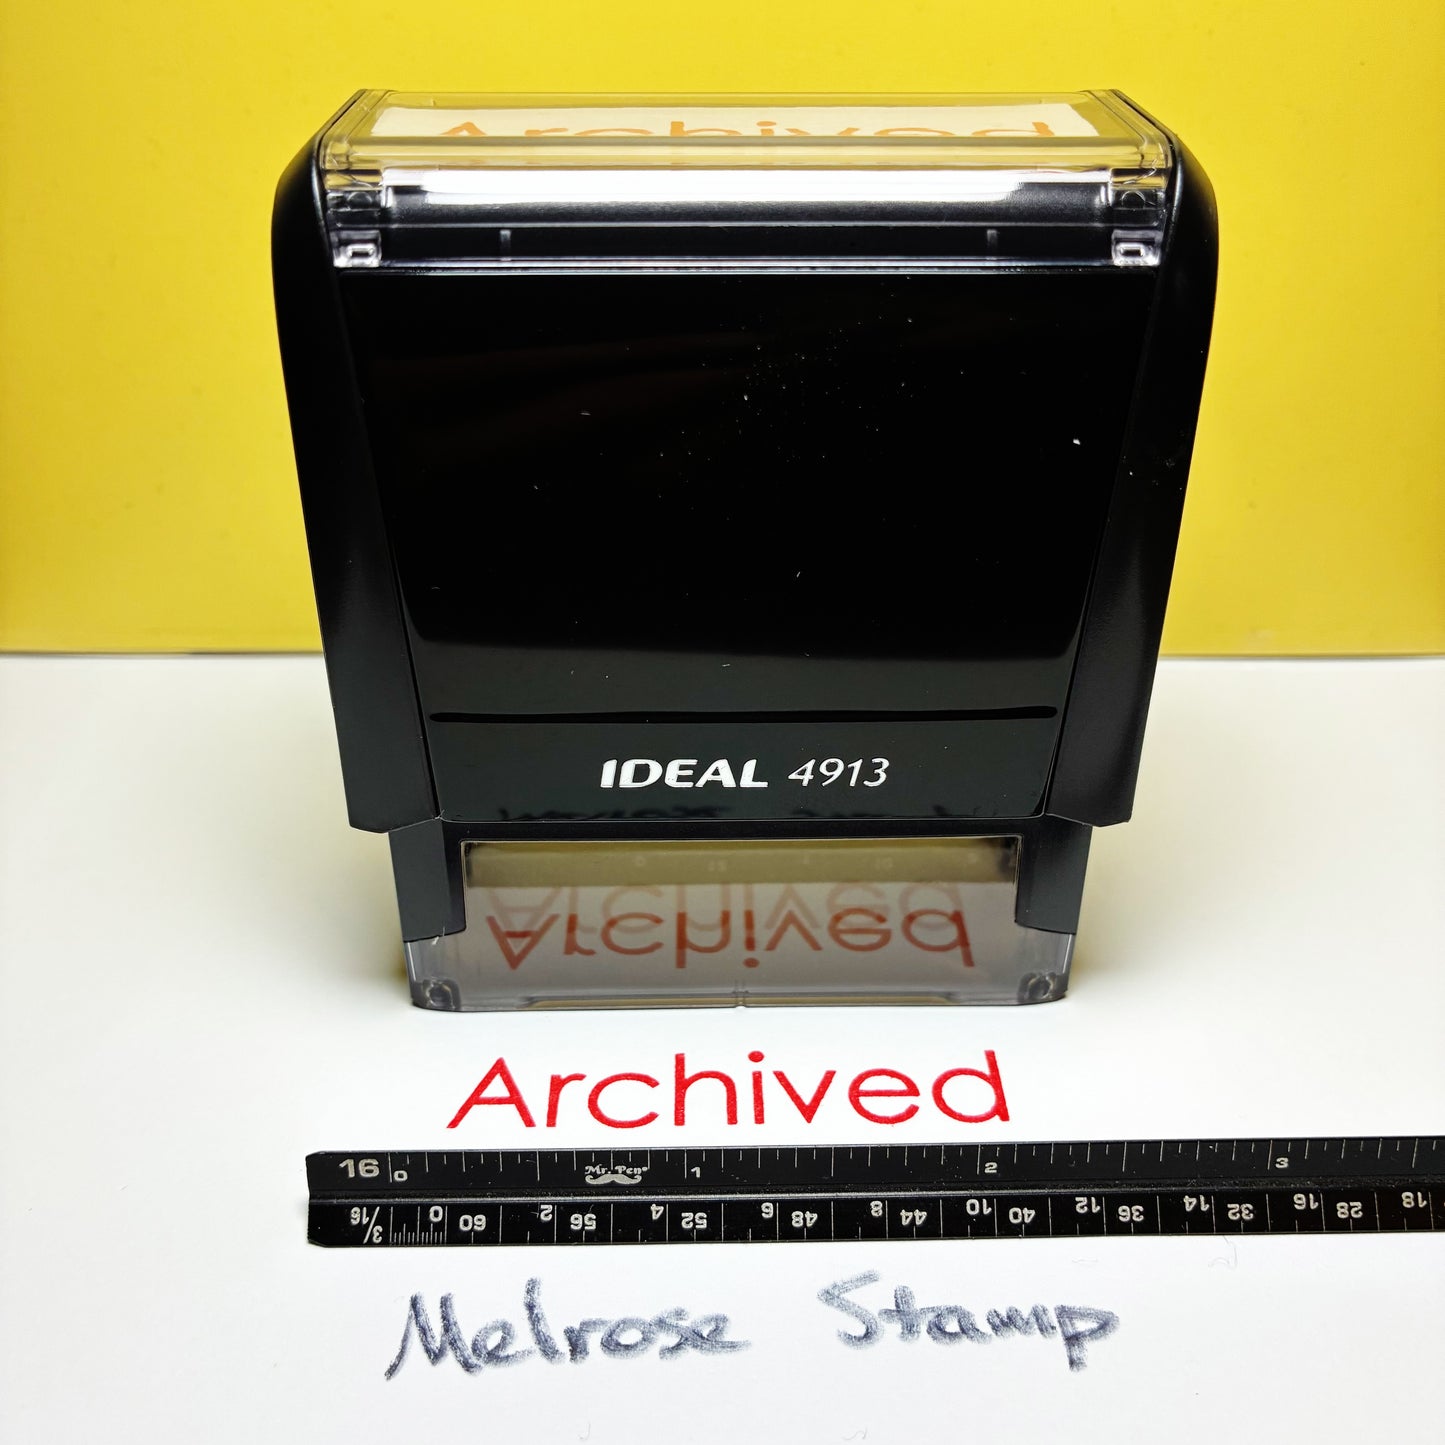 Archived
IDEAL 4913
Archived
Archived
16 0 Mr. Pen® 1 2 3
3/16 0 60 2 56 4 52 6 48 8 44 10 40 12 36 14 32 16 28 18
Melrose Stamp